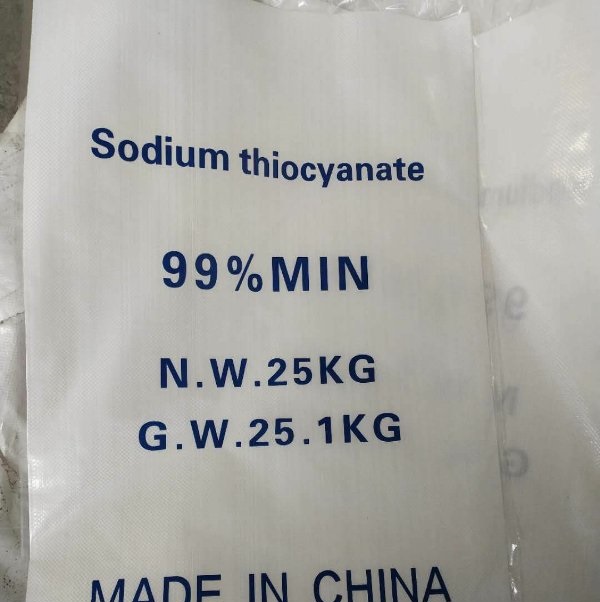 Sodium thiocyanate
99%MIN
N.W.25KG
G.W.25.1KG
MADE IN CHINA